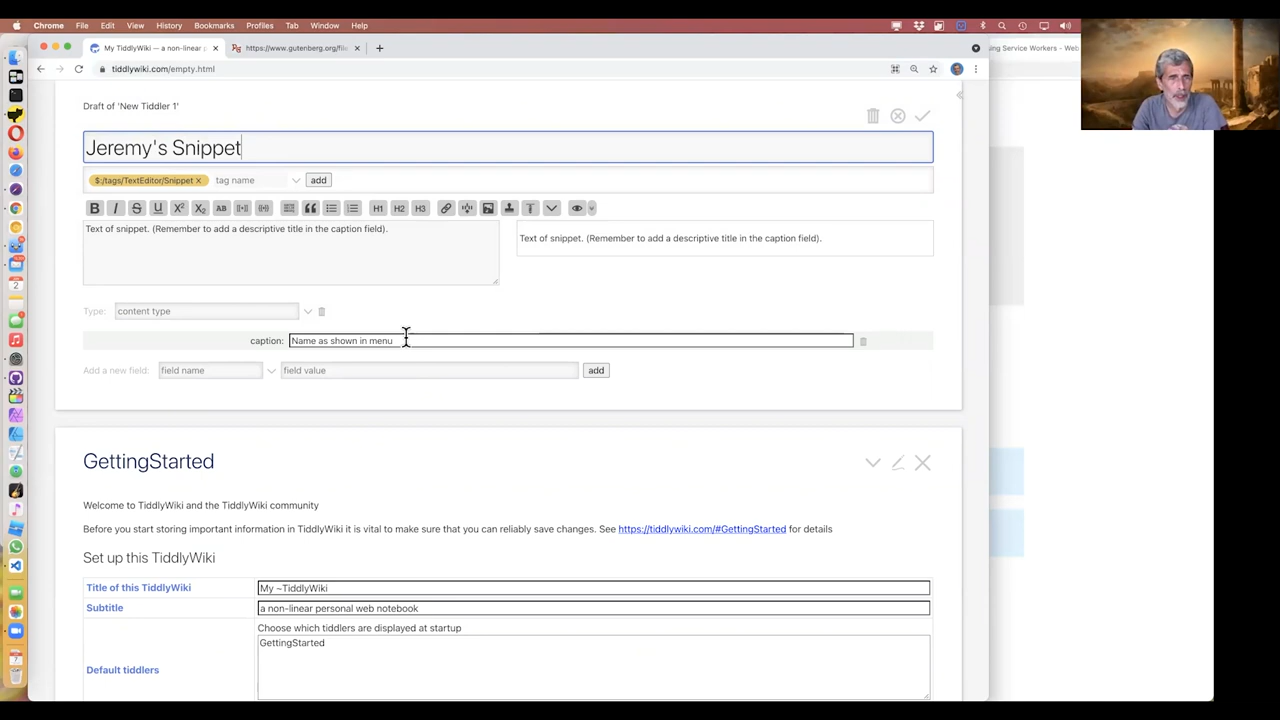 Chrome File Edit View History Bookmarks Profiles Tab Window Help
My TiddlyWiki — a non-linear p
https://www.gutenberg.org/file
ing Service Workers - Web
tiddlywiki.com/empty.html
Draft of 'New Tiddler 1'
Jeremy's Snippet
$:/tags/TextEditor/Snippet × tag name add
B I S U X² X₂ AB H1 H2 H3
Text of snippet. (Remember to add a descriptive title in the caption field).
Text of snippet. (Remember to add a descriptive title in the caption field).
Type: content type
caption: Name as shown in menu
Add a new field: field name field value add
GettingStarted
Welcome to TiddlyWiki and the TiddlyWiki community
Before you start storing important information in TiddlyWiki it is vital to make sure that you can reliably save changes. See https://tiddlywiki.com/#GettingStarted for details
Set up this TiddlyWiki
Title of this TiddlyWiki My ~TiddlyWiki
Subtitle a non-linear personal web notebook
Choose which tiddlers are displayed at startup
GettingStarted
Default tiddlers